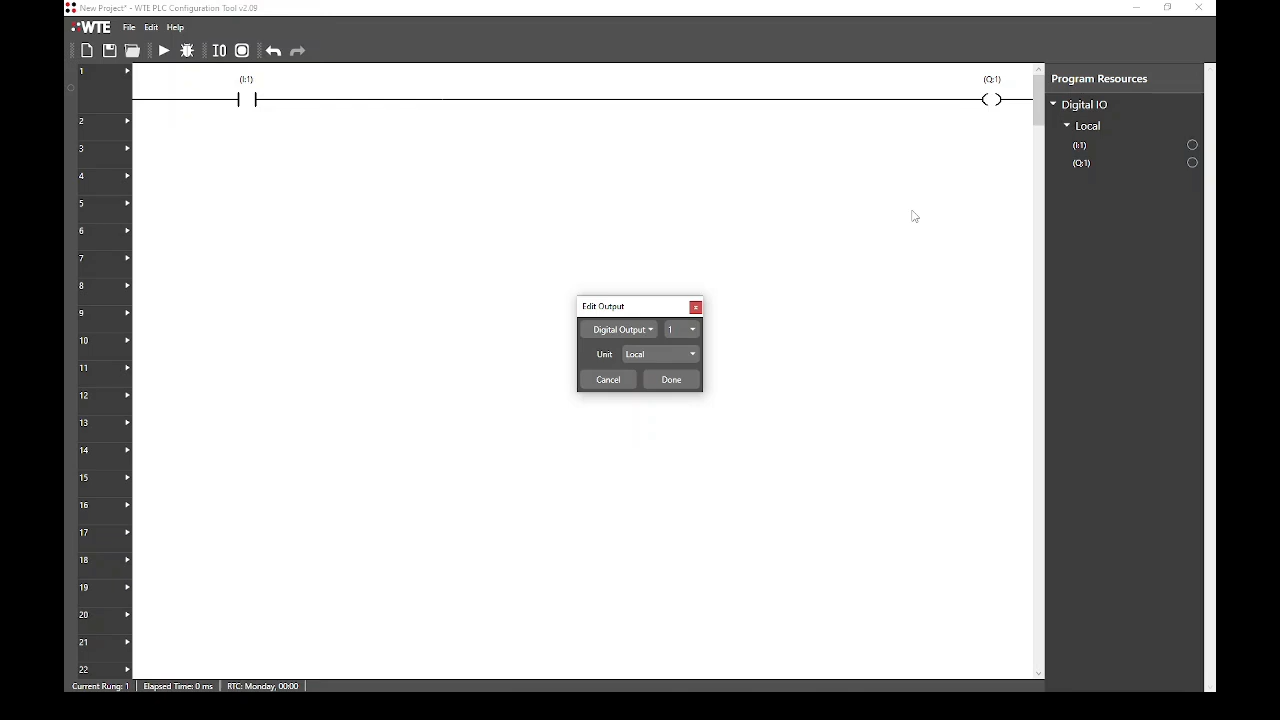 New Project* - WTE PLC Configuration Tool v2.09
WTE File Edit Help
IO
1
(I:1)
(Q:1)
2
3
4
5
6
7
8
9
10
11
12
13
14
15
16
17
18
19
20
21
22
Edit Output
Digital Output 1
Unit Local
Cancel Done
Program Resources
Digital IO
Local
(I:1)
(Q:1)
Current Rung: 1 Elapsed Time: 0 ms RTC: Monday, 00:00